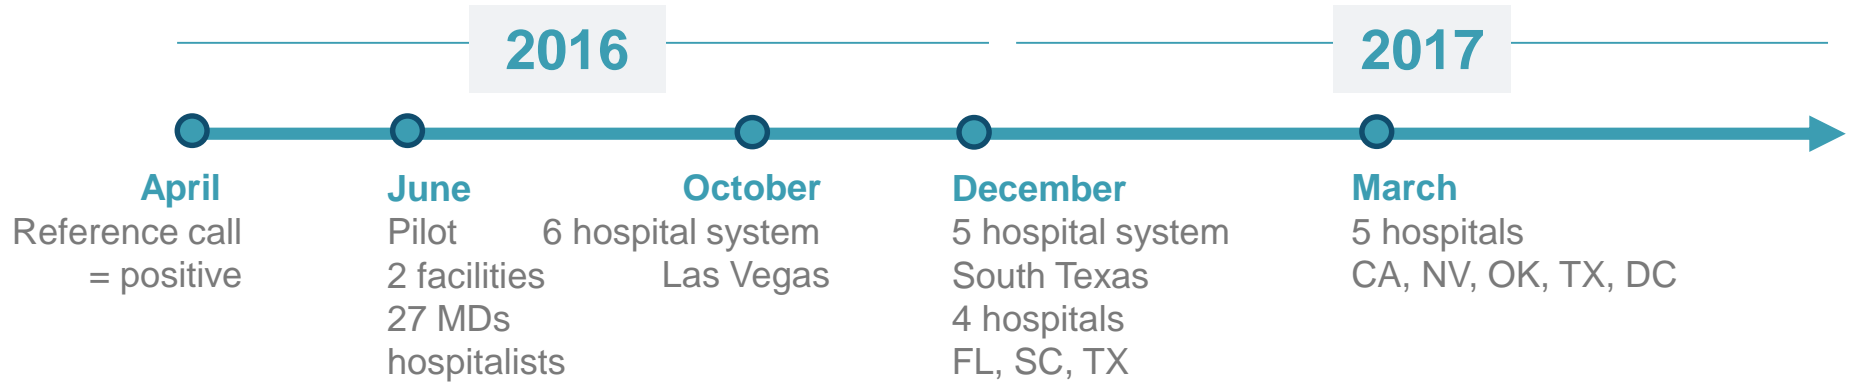 2016
2017
April
Reference call
= positive
June
Pilot
2 facilities
27 MDs
hospitalists
October
6 hospital system
Las Vegas
December
5 hospital system
South Texas
4 hospitals
FL, SC, TX
March
5 hospitals
CA, NV, OK, TX, DC